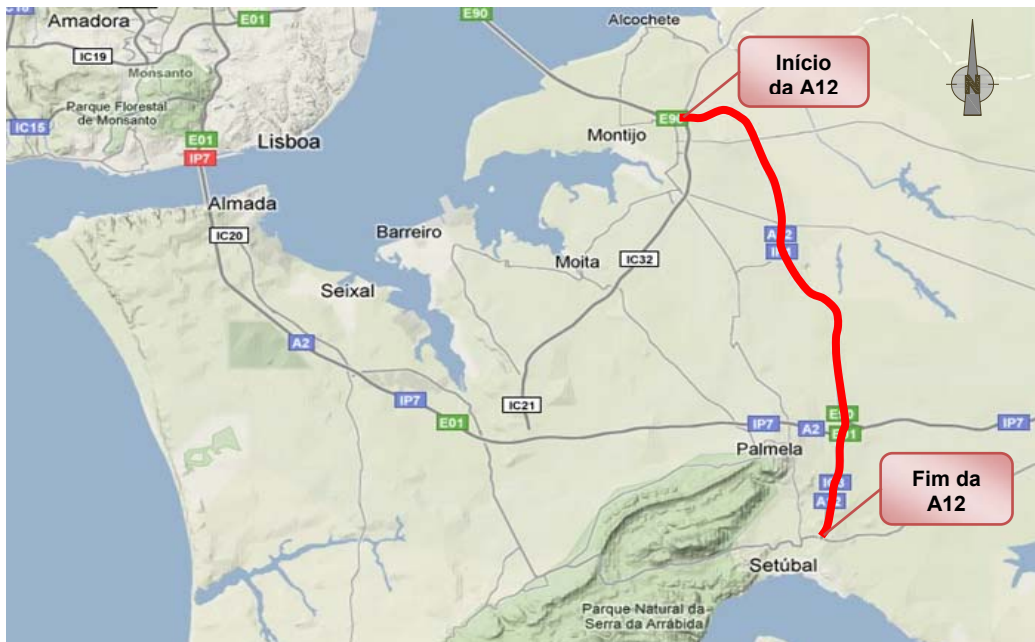 E90
Alcochete
Amadora
E01
IC19
Monsanto
Início
da A12
N
Parque Florestal
de Monsanto
IC15
E01
Lisboa
IP7
Montijo
Almada
IC20
Barreiro
Moita
IC32
Seixal
A2
IP7
E01
IC21
IP7
A2
IP7
Palmela
Fim da
A12
Setúbal
Parque Natural da
Serra da Arrábida